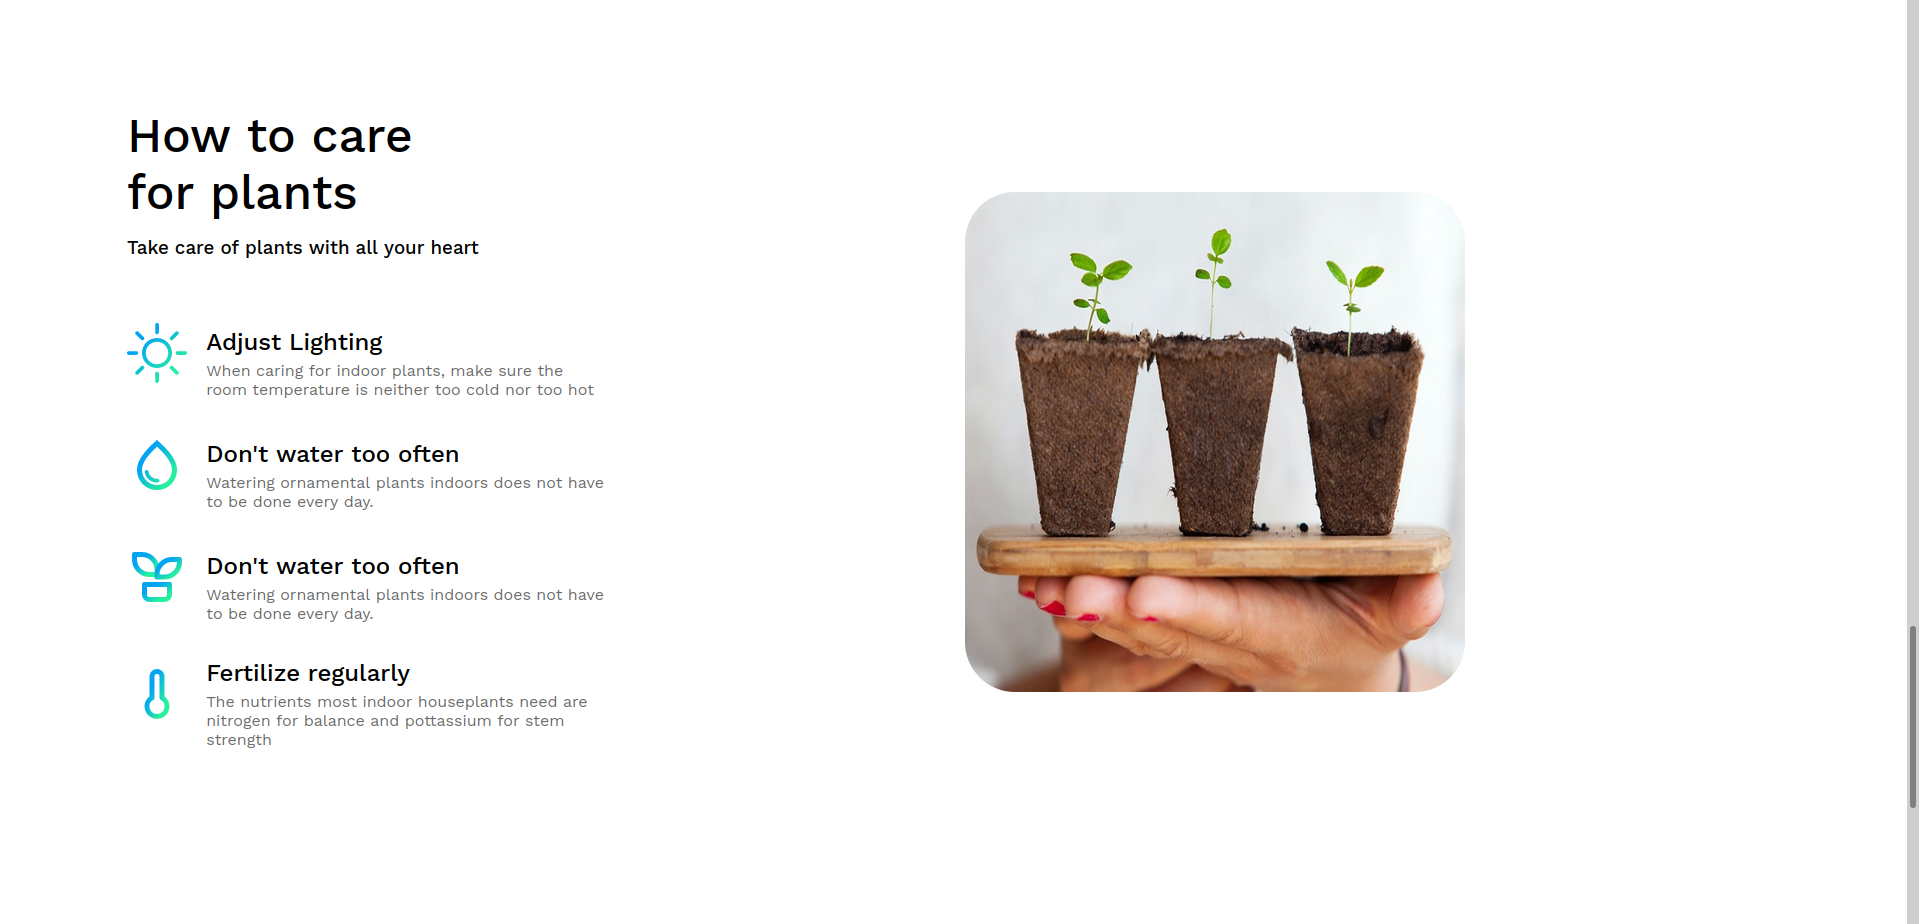 How to care
for plants
Take care of plants with all your heart
Adjust Lighting
When caring for indoor plants, make sure the
room temperature is neither too cold nor too hot
Don't water too often
Watering ornamental plants indoors does not have
to be done every day.
Don't water too often
Watering ornamental plants indoors does not have
to be done every day.
Fertilize regularly
The nutrients most indoor houseplants need are
nitrogen for balance and pottassium for stem
strength